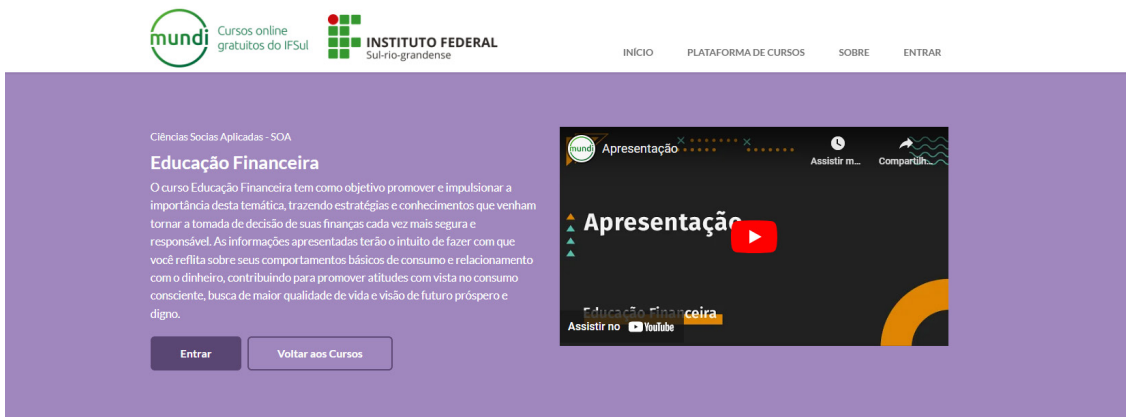 mundi
Cursos online
gratuitos do IFSul
INSTITUTO FEDERAL
Sul-rio-grandense
INÍCIO
PLATAFORMA DE CURSOS
SOBRE
ENTRAR
Ciências Socias Aplicadas - SOA
Educação Financeira
O curso Educação Financeira tem como objetivo promover e impulsionar a
importância desta temática, trazendo estratégias e conhecimentos que venham
tornar a tomada de decisão de suas finanças cada vez mais segura e
responsável. As informações apresentadas terão o intuito de fazer com que
você reflita sobre seus comportamentos básicos de consumo e relacionamento
com o dinheiro, contribuindo para promover atitudes com vista no consumo
consciente, busca de maior qualidade de vida e visão de futuro próspero e
digno.
Entrar
Voltar aos Cursos
mundi
Apresentação
Assistir m...
Compartilh...
Apresentação
Educação Financeira
Assistir no YouTube